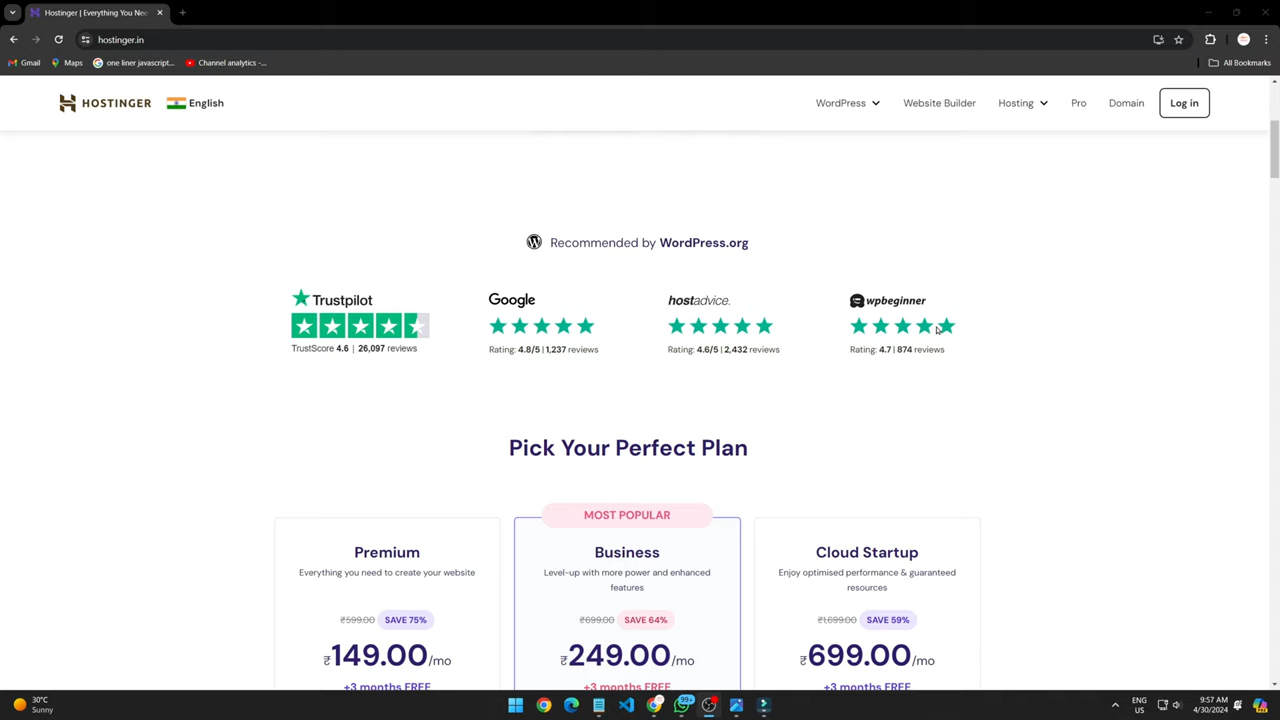 Hostinger | Everything You Nee
hostinger.in
Gmail
Maps
one liner javascript...
Channel analytics -...
All Bookmarks
HOSTINGER
English
WordPress
Website Builder
Hosting
Pro
Domain
Log in
Recommended by WordPress.org
Trustpilot
TrustScore 4.6 | 26,097 reviews
Google
Rating: 4.8/5 | 1,237 reviews
hostadvice.
Rating: 4.6/5 | 2,432 reviews
wpbeginner
Rating: 4.7 | 874 reviews
Pick Your Perfect Plan
Premium
Everything you need to create your website
₹599.00 SAVE 75%
₹149.00/mo
+3 months FREE
MOST POPULAR
Business
Level-up with more power and enhanced
features
₹699.00 SAVE 64%
₹249.00/mo
+3 months FREE
Cloud Startup
Enjoy optimised performance & guaranteed
resources
₹1,699.00 SAVE 59%
₹699.00/mo
+3 months FREE
30°C
Sunny
99+
ENG
US
9:57 AM
4/30/2024